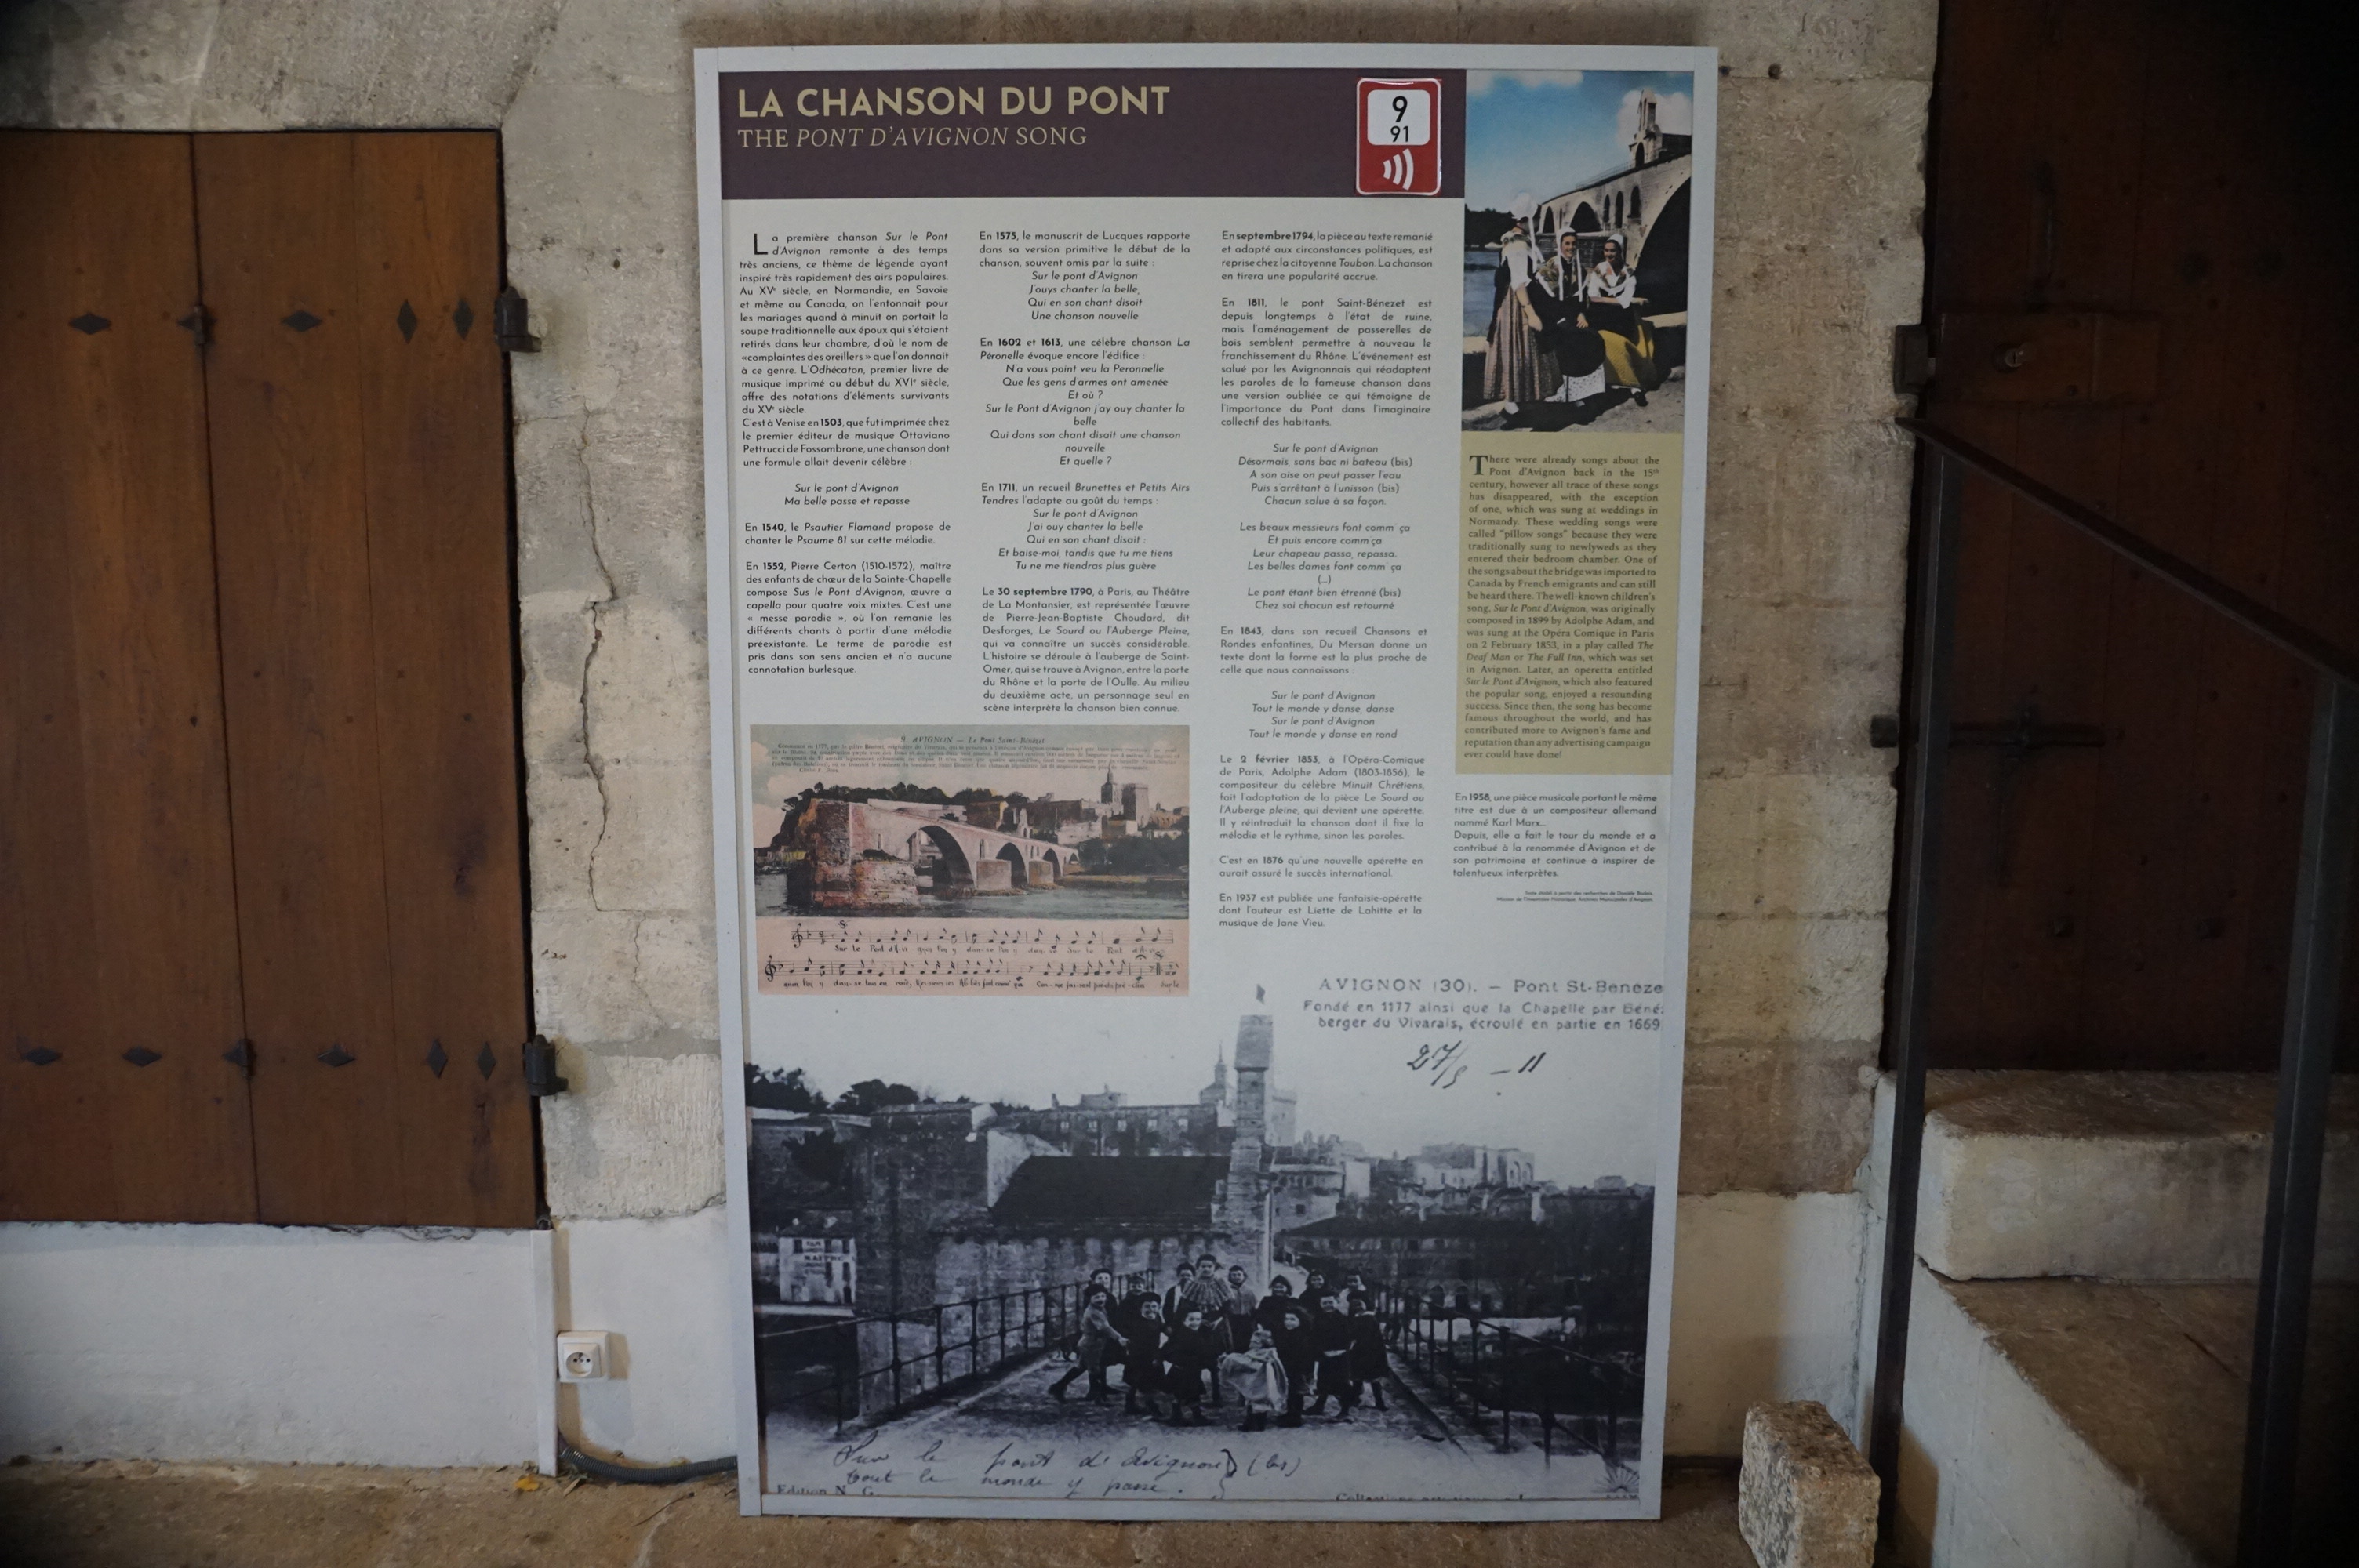 LA CHANSON DU PONT
THE PONT D'AVIGNON SONG
9
91
La première chanson Sur le Pont
d'Avignon remonte à des temps
très anciens, ce thème de légende ayant
inspiré très rapidement des airs populaires.
Au XVe siècle, en Normandie, en Savoie
et même au Canada, on l'entonnait pour
les mariages quand à minuit on portait la
soupe traditionnelle aux époux qui s'étaient
retirés dans leur chambre, d'où le nom de
«complaintes des oreillers» que l'on donnait
à ce genre. L'Odhécaton, premier livre de
musique imprimé au début du XVIe siècle,
offre des notations d'éléments survivants
du XVe siècle.
C'est à Venise en 1503, que fut imprimée chez
le premier éditeur de musique Ottaviano
Pettrucci de Fossombrone, une chanson dont
une formule allait devenir célèbre :
Sur le pont d'Avignon
Ma belle passe et repasse
En 1540, le Psautier Flamand propose de
chanter le Psaume 81 sur cette mélodie.
En 1552, Pierre Certon (1510-1572), maître
des enfants de chœur de la Sainte-Chapelle
compose Sus le Pont d'Avignon, œuvre a
capella pour quatre voix mixtes. C'est une
« messe parodie », où l'on remanie les
différents chants à partir d'une mélodie
préexistante. Le terme de parodie est
pris dans son sens ancien et n'a aucune
connotation burlesque.
En 1575, le manuscrit de Lucques rapporte
dans sa version primitive le début de la
chanson, souvent omis par la suite :
Sur le pont d'Avignon
J'ouys chanter la belle,
Qui en son chant disoit
Une chanson nouvelle
En 1602 et 1613, une célèbre chanson La
Péronelle évoque encore l'édifice :
N'a vous point veu la Peronnelle
Que les gens d'armes ont amenée
Et où ?
Sur le Pont d'Avignon j'ay ouy chanter la
belle
Qui dans son chant disait une chanson
nouvelle
Et quelle ?
En 1711, un recueil Brunettes et Petits Airs
Tendres l'adapte au goût du temps :
Sur le pont d'Avignan
J'ai ouy chanter la belle
Qui en son chant disait :
Et baise-moi, tandis que tu me tiens
Tu ne me tiendras plus guère
Le 30 septembre 1790, à Paris, au Théâtre
de La Montansier, est représentée l'œuvre
de Pierre-Jean-Baptiste Choudard, dit
Desforges, Le Sourd ou l'Auberge Pleine,
qui va connaître un succès considérable.
L'histoire se déroule à l'auberge de Saint-
Omer, qui se trouve à Avignon, entre la porte
du Rhône et la porte de l'Oulle. Au milieu
du deuxième acte, un personnage seul en
scène interprète la chanson bien connue.
En septembre 1794, la pièce au texte remanié
et adapté aux circonstances politiques, est
reprise chez la citoyenne Toubon. La chanson
en tirera une popularité accrue.
En 1811, le pont Saint-Bénezet est
depuis longtemps à l'état de ruine,
mais l'aménagement de passerelles de
bois semblent permettre à nouveau le
franchissement du Rhône. L'événement est
salué par les Avignonnais qui réadaptent
les paroles de la fameuse chanson dans
une version oubliée ce qui témoigne de
l'importance du Pont dans l'imaginaire
collectif des habitants.
Sur le pont d'Avignon
Désormais, sans bac ni bateau (bis)
A son aise on peut passer l'eau
Puis s'arrêtant à l'unisson (bis)
Chacun salue à sa façon.
Les beaux messieurs font comm' ça
Et puis encore comm ça
Leur chapeau passa, repassa.
Les belles dames font comm' ça
(...)
Le pont étant bien étrenné (bis)
Chez soi chacun est retourné
En 1843, dans son recueil Chansons et
Rondes enfantines, Du Mersan donne un
texte dont la forme est la plus proche de
celle que nous connaissons :
Sur le pont d'Avignon
Tout le monde y danse, danse
Sur le pont d'Avignon
Tout le monde y danse en rond
Le 2 février 1853, à l'Opéra-Comique
de Paris, Adolphe Adam (1803-1856), le
compositeur du célèbre Minuit Chrétiens,
fait l'adaptation de la pièce Le Sourd ou
l'Auberge pleine, qui devient une opérette.
Il y réintroduit la chanson dont il fixe la
mélodie et le rythme, sinon les paroles.
C'est en 1876 qu'une nouvelle opérette en
aurait assuré le succès international.
En 1937 est publiée une fantaisie-opérette
dont l'auteur est Liette de Lahitte et la
musique de Jane Vieu.
There were already songs about the
Pont d'Avignon back in the 15th
century, however all trace of these songs
has disappeared, with the exception
of one, which was sung at weddings in
Normandy. These wedding songs were
called "pillow songs" because they were
traditionally sung to newlyweds as they
entered their bedroom chamber. One of
the songs about the bridge was imported to
Canada by French emigrants and can still
be heard there. The well-known children's
song, Sur le Pont d'Avignon, was originally
composed in 1899 by Adolphe Adam, and
was sung at the Opéra Comique in Paris
on 2 February 1853, in a play called The
Deaf Man or The Full Inn, which was set
in Avignon. Later, an operetta entitled
Sur le Pont d'Avignon, which also featured
the popular song, enjoyed a resounding
success. Since then, the song has become
famous throughout the world, and has
contributed more to Avignon's fame and
reputation than any advertising campaign
ever could have done!
En 1958, une pièce musicale portant le même
titre est due à un compositeur allemand
nommé Karl Marx...
Depuis, elle a fait le tour du monde et a
contribué à la renommée d'Avignon et de
son patrimoine et continue à inspirer de
talentueux interprètes.
9. AVIGNON — Le Pont Saint-Bénézet
Sur le Pont d'A-vi
AVIGNON (30). — Pont St-Benéze
Fondé en 1177 ainsi que la Chapelle par Béné
berger du Vivarais, écroulé en partie en 1669
27/5 - 11
Sur le pont d'Avignon (bis)
tout le monde y passe.
Edition N. G.